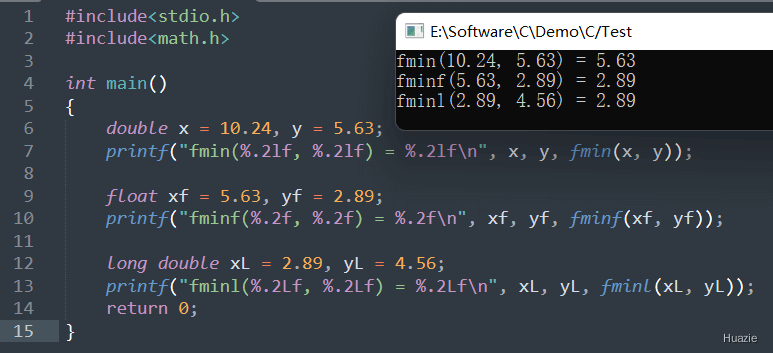 1 #include<stdio.h>
2 #include<math.h>
3
4 int main()
5 {
6 double x = 10.24, y = 5.63;
7 printf("fmin(%.2lf, %.2lf) = %.2lf\n", x, y, fmin(x, y));
8
9 float xf = 5.63, yf = 2.89;
10 printf("fminf(%.2f, %.2f) = %.2f\n", xf, yf, fminf(xf, yf));
11
12 long double xL = 2.89, yL = 4.56;
13 printf("fminl(%.2Lf, %.2Lf) = %.2Lf\n", xL, yL, fminl(xL, yL));
14 return 0;
15 }
E:\Software\C\Demo\C/Test
fmin(10.24, 5.63) = 5.63
fminf(5.63, 2.89) = 2.89
fminl(2.89, 4.56) = 2.89
Huazie